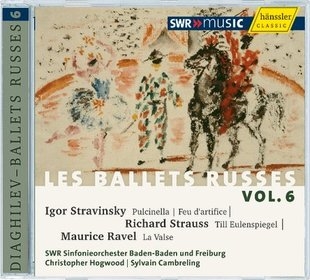 SWR»music
hänssler
CLASSIC
DIAGHILEV–BALLETS RUSSES 6
LES BALLETS RUSSES
VOL. 6
Igor Stravinsky Pulcinella | Feu d'artifice |
Richard Strauss Till Eulenspiegel |
Maurice Ravel La Valse
SWR Sinfonieorchester Baden-Baden und Freiburg
Christopher Hogwood | Sylvain Cambreling